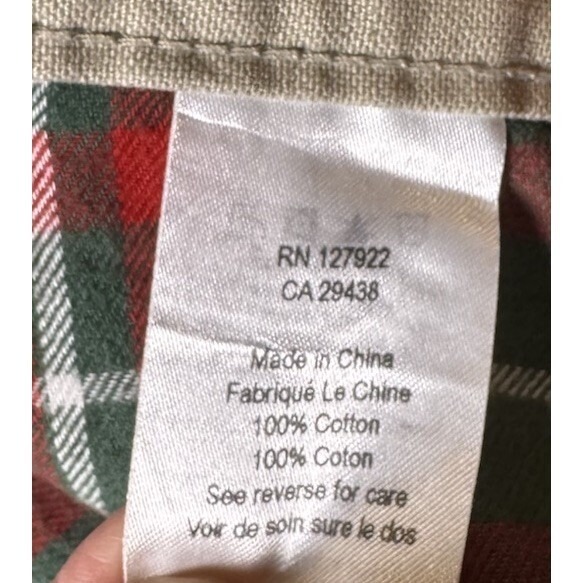 RN 127922
CA 29438
Made in China
Fabriqué Le Chine
100% Cotton
100% Coton
See reverse for care
Voir de soin sure le dos